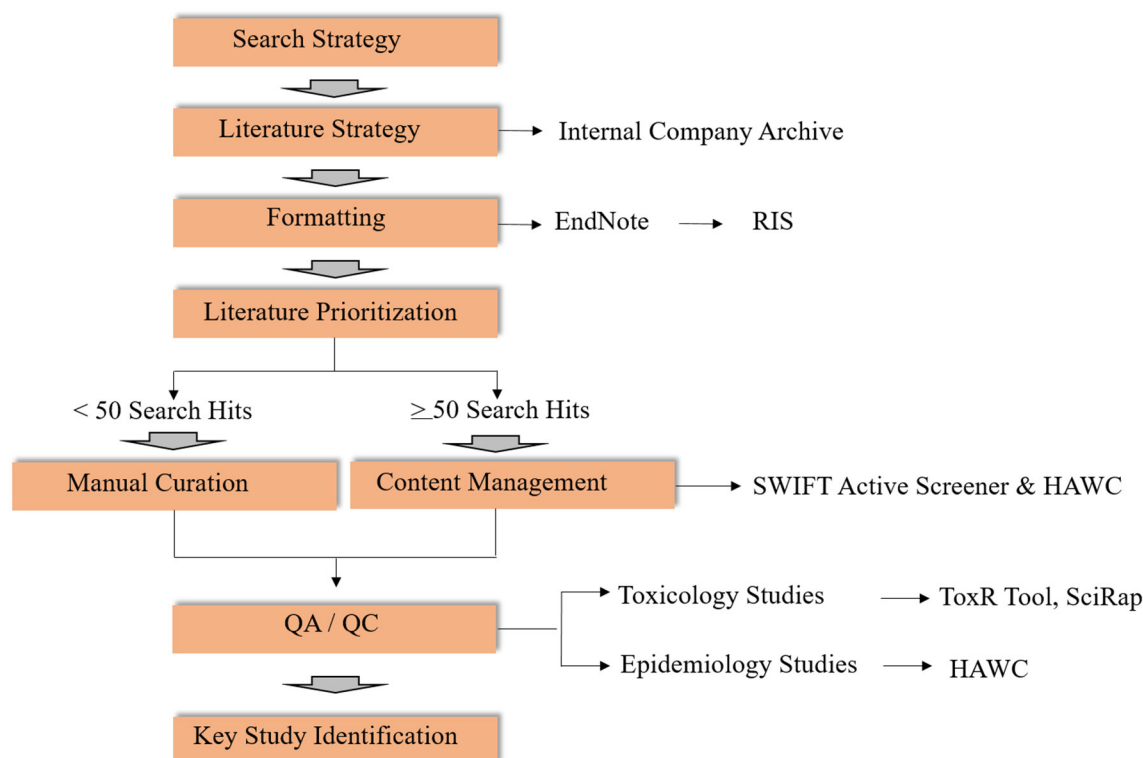 Search Strategy
Literature Strategy
Internal Company Archive
Formatting
EndNote
RIS
Literature Prioritization
< 50 Search Hits
≥ 50 Search Hits
Manual Curation
Content Management
SWIFT Active Screener & HAWC
Toxicology Studies
ToxR Tool, SciRap
QA / QC
Epidemiology Studies
HAWC
Key Study Identification